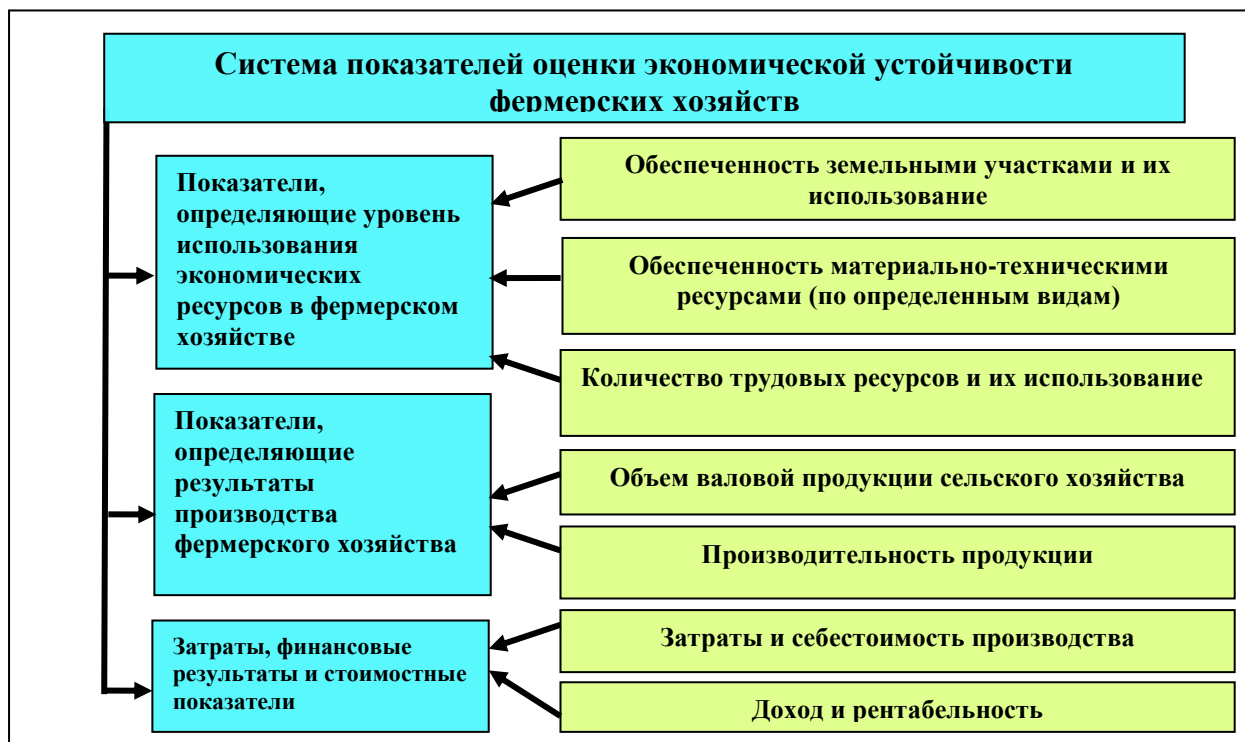 Система показателей оценки экономической устойчивости
фермерских хозяйств
Показатели,
определяющие уровень
использования
экономических
ресурсов в фермерском
хозяйстве
Обеспеченность земельными участками и их
использование
Обеспеченность материально-техническими
ресурсами (по определенным видам)
Количество трудовых ресурсов и их использование
Показатели,
определяющие
результаты
производства
фермерского хозяйства
Объем валовой продукции сельского хозяйства
Производительность продукции
Затраты, финансовые
результаты и стоимостные
показатели
Затраты и себестоимость производства
Доход и рентабельность